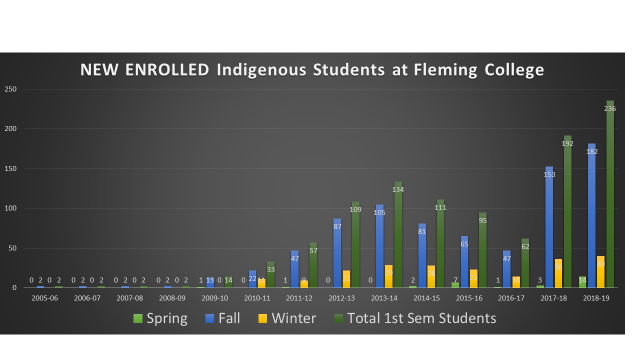 NEW ENROLLED Indigenous Students at Fleming College
250
200
150
100
50
0
0 2 0 2
0 2 0 2
0 2 0 2
0 2 0 2
1 13 0 14
0 22 11 33
1 47 9 57
0 87 109
0 105 134
2 81 111
7 65 95
1 47 62
3 153 192
14 182 236
2005-06 2006-07 2007-08 2008-09 2009-10 2010-11 2011-12 2012-13 2013-14 2014-15 2015-16 2016-17 2017-18 2018-19
Spring Fall Winter Total 1st Sem Students